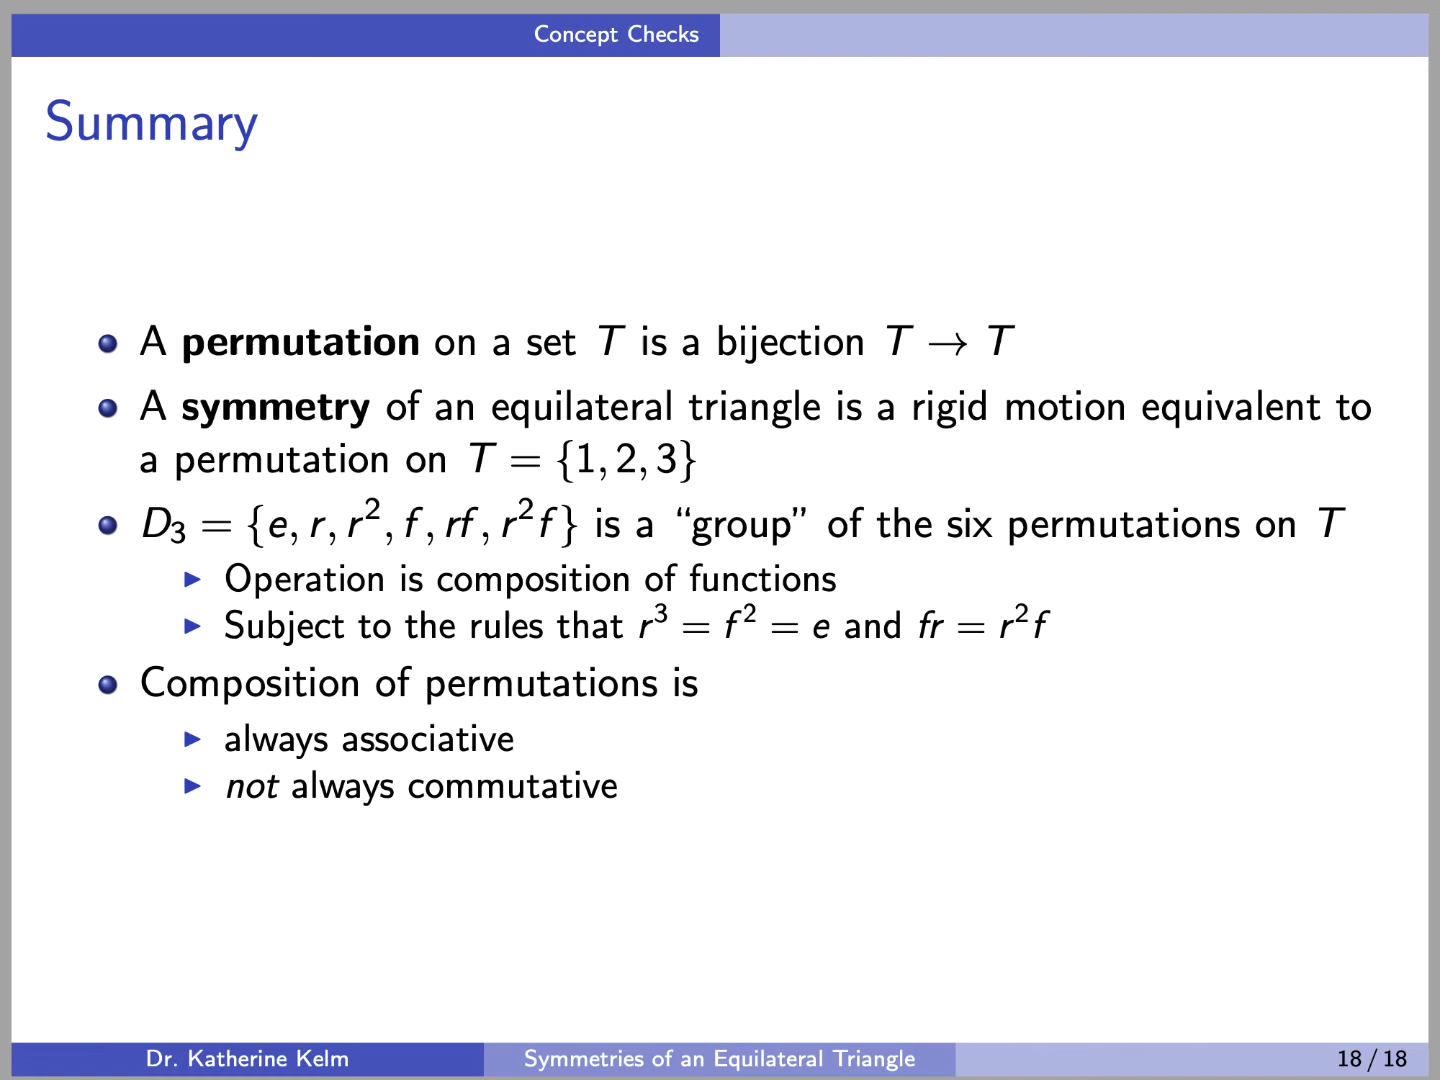 Concept Checks
Summary
A permutation on a set T is a bijection T → T
A symmetry of an equilateral triangle is a rigid motion equivalent to
a permutation on T = {1, 2, 3}
D₃ = {e, r, r², f, rf, r²f} is a “group” of the six permutations on T
Operation is composition of functions
Subject to the rules that r³ = f² = e and fr = r²f
Composition of permutations is
always associative
not always commutative
Dr. Katherine Kelm Symmetries of an Equilateral Triangle 18 / 18